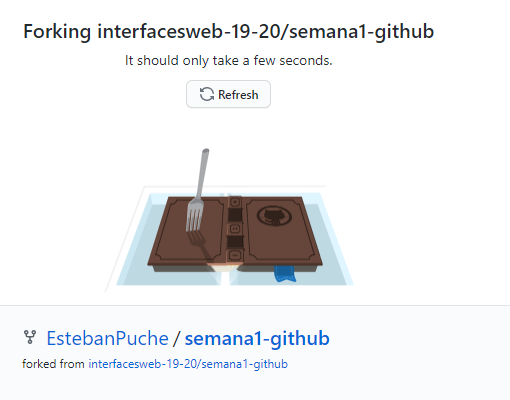 Forking interfacesweb-19-20/semana1-github
It should only take a few seconds.
Refresh
EstebanPuche / semana1-github
forked from interfacesweb-19-20/semana1-github